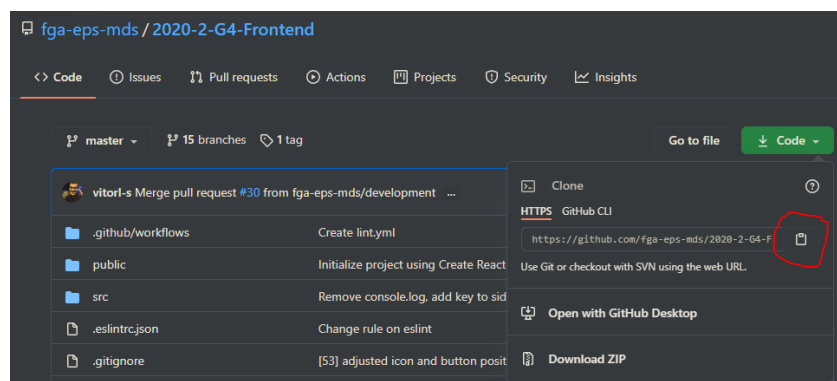 fga-eps-mds / 2020-2-G4-Frontend
<> Code Issues Pull requests Actions Projects Security Insights
master 15 branches 1 tag Go to file Code
vitorl-s Merge pull request #30 from fga-eps-mds/development ...
Clone
HTTPS GitHub CLI
.github/workflows Create lint.yml
https://github.com/fga-eps-mds/2020-2-G4-F
public Initialize project using Create React
Use Git or checkout with SVN using the web URL.
src Remove console.log, add key to sid
Open with GitHub Desktop
.eslintrc.json Change rule on eslint
.gitignore [53] adjusted icon and button posit
Download ZIP